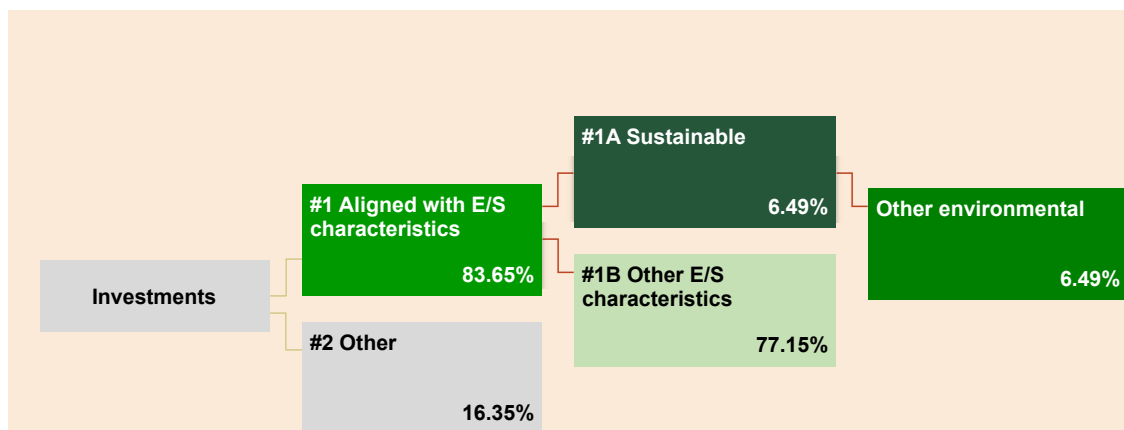 Investments
#1 Aligned with E/S
characteristics
83.65%
#2 Other
16.35%
#1A Sustainable
6.49%
#1B Other E/S
characteristics
77.15%
Other environmental
6.49%